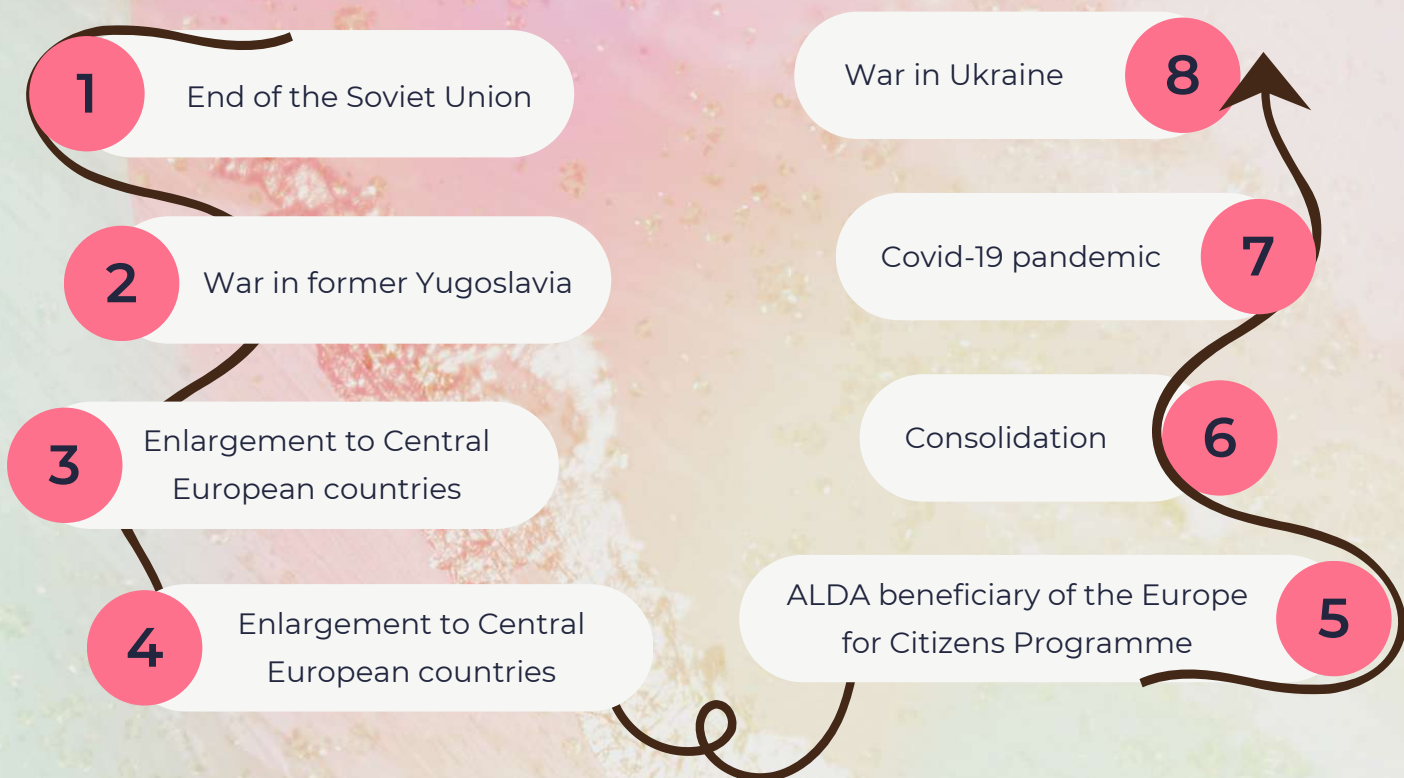 1
End of the Soviet Union
2
War in former Yugoslavia
3
Enlargement to Central
European countries
4
Enlargement to Central
European countries
5
ALDA beneficiary of the Europe
for Citizens Programme
6
Consolidation
7
Covid-19 pandemic
8
War in Ukraine